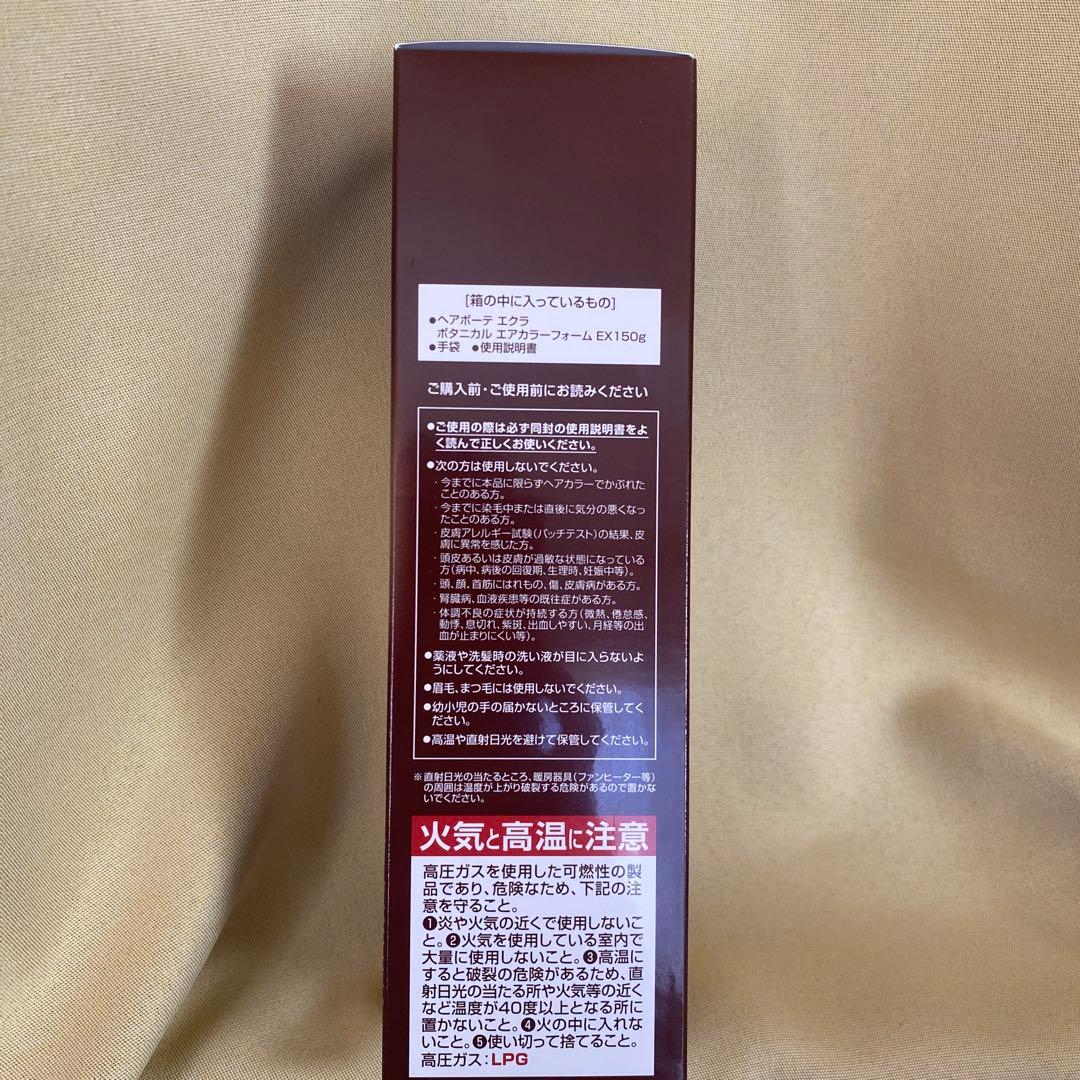 [箱の中に入っているもの]
●ヘアボーテ エクラ
ボタニカル エアカラーフォーム EX150g
●手袋 ●使用説明書
ご購入前・ご使用前にお読みください
●ご使用の際は必ず同封の使用説明書をよ
く読んで正しくお使いください。
●次の方は使用しないでください。
・今までに本品に限らずヘアカラーでかぶれた
ことのある方。
・今までに染毛中または直後に気分の悪くなっ
たことのある方。
・皮膚アレルギー試験(パッチテスト)の結果、皮
膚に異常を感じた方。
・頭皮あるいは皮膚が過敏な状態になっている
方(病中、病後の回復期、生理時、妊娠中等)。
・頭、顔、首筋にはれもの、傷、皮膚病がある方。
・腎臓病、血液疾患等の既往症がある方。
・体調不良の症状が持続する方(微熱、倦怠感、
動悸、息切れ、紫斑、出血しやすい、月経等の出
血が止まりにくい等)。
●薬液や洗髪時の洗い液が目に入らないよ
うにしてください。
●眉毛、まつ毛には使用しないでください。
●幼小児の手の届かないところに保管してく
ださい。
●高温や直射日光を避けて保管してください。
※直射日光の当たるところ、暖房器具(ファンヒーター等)
の周囲は温度が上がり破裂する危険があるので置かな
いでください。
火気と高温に注意
高圧ガスを使用した可燃性の製
品であり、危険なため、下記の注
意を守ること。
❶炎や火気の近くで使用しないこ
と。❷火気を使用している室内で
大量に使用しないこと。❸高温に
すると破裂の危険があるため、直
射日光の当たる所や火気等の近く
など温度が40度以上となる所に
置かないこと。❹火の中に入れな
いこと。❺使い切って捨てること。
高圧ガス:LPG